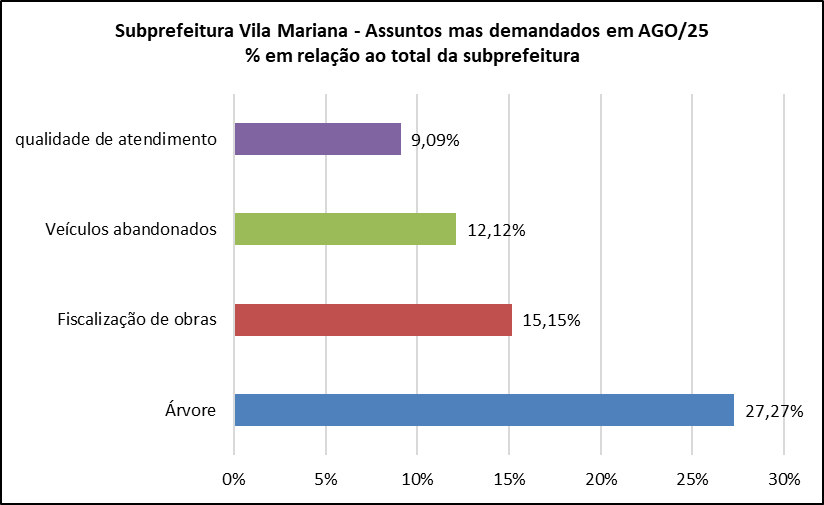 Subprefeitura Vila Mariana - Assuntos mas demandados em AGO/25
% em relação ao total da subprefeitura
qualidade de atendimento
9,09%
Veículos abandonados
12,12%
Fiscalização de obras
15,15%
Árvore
27,27%
0% 5% 10% 15% 20% 25% 30%